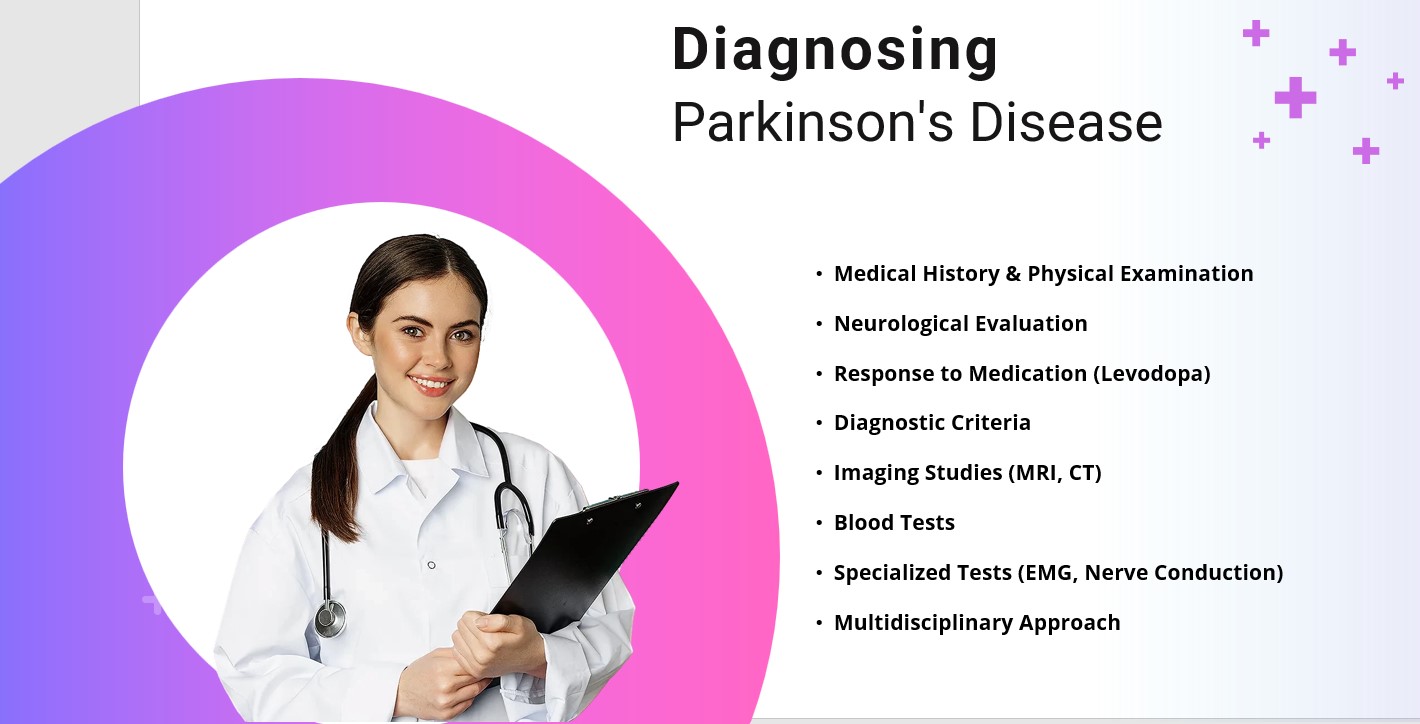 Diagnosing
Parkinson's Disease
• Medical History & Physical Examination
• Neurological Evaluation
• Response to Medication (Levodopa)
• Diagnostic Criteria
• Imaging Studies (MRI, CT)
• Blood Tests
• Specialized Tests (EMG, Nerve Conduction)
• Multidisciplinary Approach